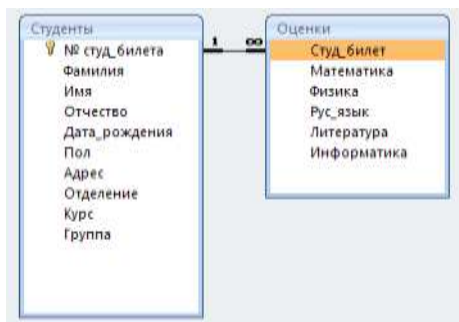 Студенты
№ студ_билета
Фамилия
Имя
Отчество
Дата_рождения
Пол
Адрес
Отделение
Курс
Группа
1 ∞
Оценки
Студ_билет
Математика
Физика
Рус_язык
Литература
Информатика